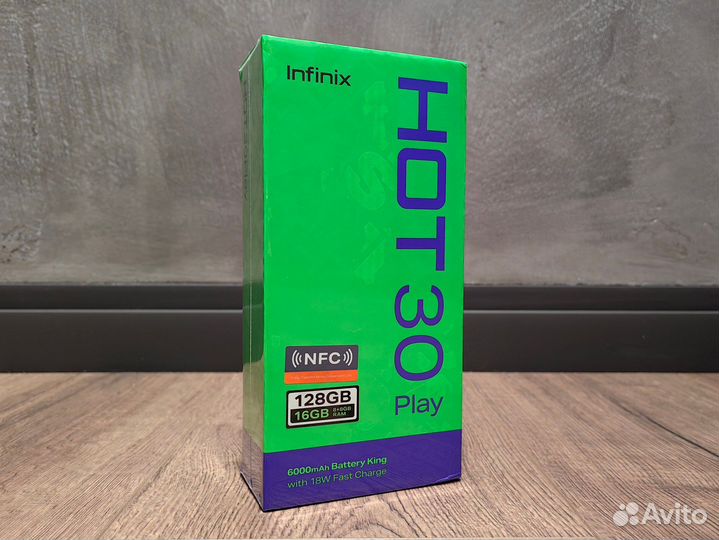 Infinix
HOT 30
Play
NFC
128GB
16GB 8+8GB RAM
6000mAh Battery King
with 18W Fast Charge
Avito